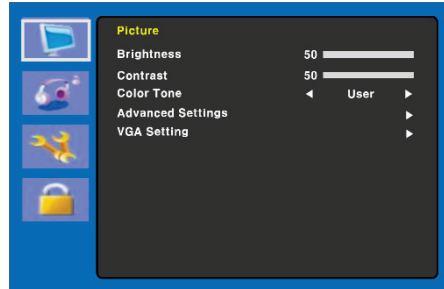 Picture
Brightness 50
Contrast 50
Color Tone User
Advanced Settings
VGA Setting